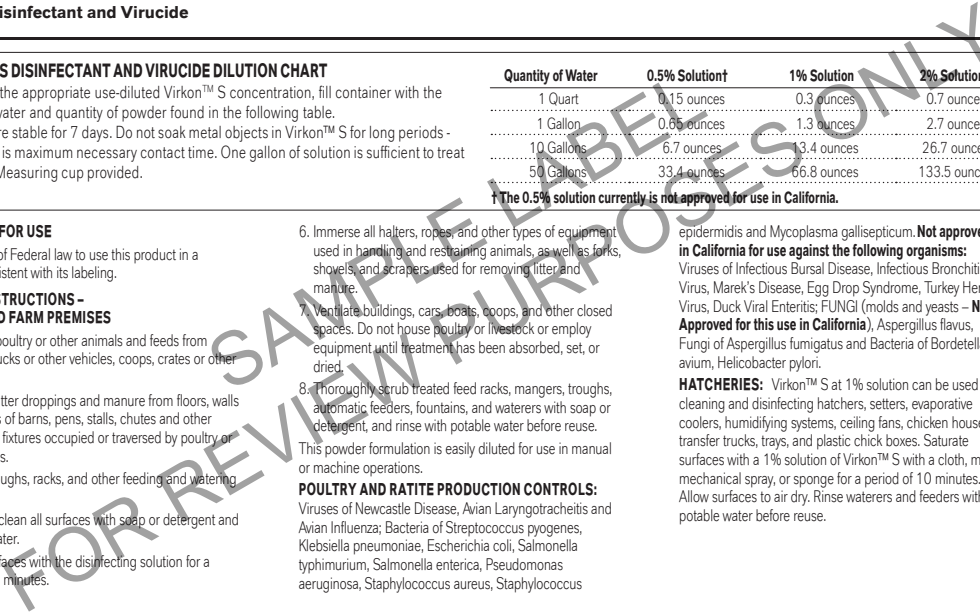 isinfectant and Virucide
S DISINFECTANT AND VIRUCIDE DILUTION CHART
the appropriate use-diluted Virkon™ S concentration, fill container with the
water and quantity of powder found in the following table.
re stable for 7 days. Do not soak metal objects in Virkon™ S for long periods -
is maximum necessary contact time. One gallon of solution is sufficient to treat
Measuring cup provided.
Quantity of Water 0.5% Solution† 1% Solution 2% Solution
1 Quart 0.15 ounces 0.3 ounces 0.7 ounce
1 Gallon 0.65 ounces 1.3 ounces 2.7 ounce
10 Gallons 6.7 ounces 13.4 ounces 26.7 ounce
50 Gallons 33.4 ounces 66.8 ounces 133.5 ounc
† The 0.5% solution currently is not approved for use in California.
FOR USE
of Federal law to use this product in a
istent with its labeling.
STRUCTIONS –
D FARM PREMISES
poultry or other animals and feeds from
ucks or other vehicles, coops, crates or other
tter droppings and manure from floors, walls
s of barns, pens, stalls, chutes and other
fixtures occupied or traversed by poultry or
s.
ughs, racks, and other feeding and watering
clean all surfaces with soap or detergent and
ater.
faces with the disinfecting solution for a
minutes.
6. Immerse all halters, ropes, and other types of equipment
used in handling and restraining animals, as well as forks,
shovels, and scrapers used for removing litter and
manure.
7. Ventilate buildings, cars, boats, coops, and other closed
spaces. Do not house poultry or livestock or employ
equipment until treatment has been absorbed, set, or
dried.
8. Thoroughly scrub treated feed racks, mangers, troughs,
automatic feeders, fountains, and waterers with soap or
detergent, and rinse with potable water before reuse.
This powder formulation is easily diluted for use in manual
or machine operations.
POULTRY AND RATITE PRODUCTION CONTROLS:
Viruses of Newcastle Disease, Avian Laryngotracheitis and
Avian Influenza; Bacteria of Streptococcus pyogenes,
Klebsiella pneumoniae, Escherichia coli, Salmonella
typhimurium, Salmonella enterica, Pseudomonas
aeruginosa, Staphylococcus aureus, Staphylococcus
epidermidis and Mycoplasma gallisepticum. Not approve
in California for use against the following organisms:
Viruses of Infectious Bursal Disease, Infectious Bronchiti
Virus, Marek's Disease, Egg Drop Syndrome, Turkey Her
Virus, Duck Viral Enteritis; FUNGI (molds and yeasts – N
Approved for this use in California), Aspergillus flavus,
Fungi of Aspergillus fumigatus and Bacteria of Bordetell
avium, Helicobacter pylori.
HATCHERIES: Virkon™ S at 1% solution can be used
cleaning and disinfecting hatchers, setters, evaporative
coolers, humidifying systems, ceiling fans, chicken hous
transfer trucks, trays, and plastic chick boxes. Saturate
surfaces with a 1% solution of Virkon™ S with a cloth, m
mechanical spray, or sponge for a period of 10 minutes.
Allow surfaces to air dry. Rinse waterers and feeders wit
potable water before reuse.
SAMPLE LABEL
FOR REVIEW PURPOSES ONLY